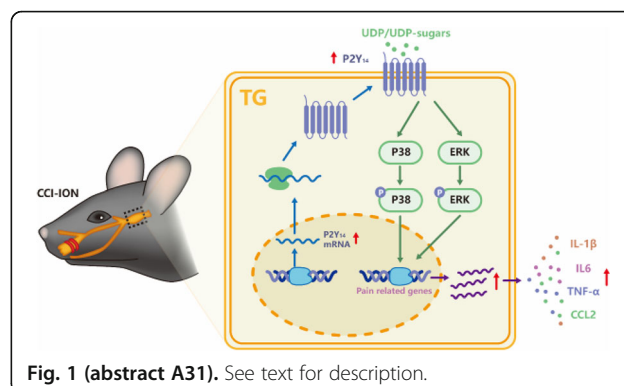 UDP/UDP-sugars
P2Y₁₄
TG
P38
ERK
CCI-ION
P
P38
P
ERK
P2Y₁₄
mRNA
IL-1β
IL6
Pain related genes
TNF-α
CCL2
Fig. 1 (abstract A31). See text for description.